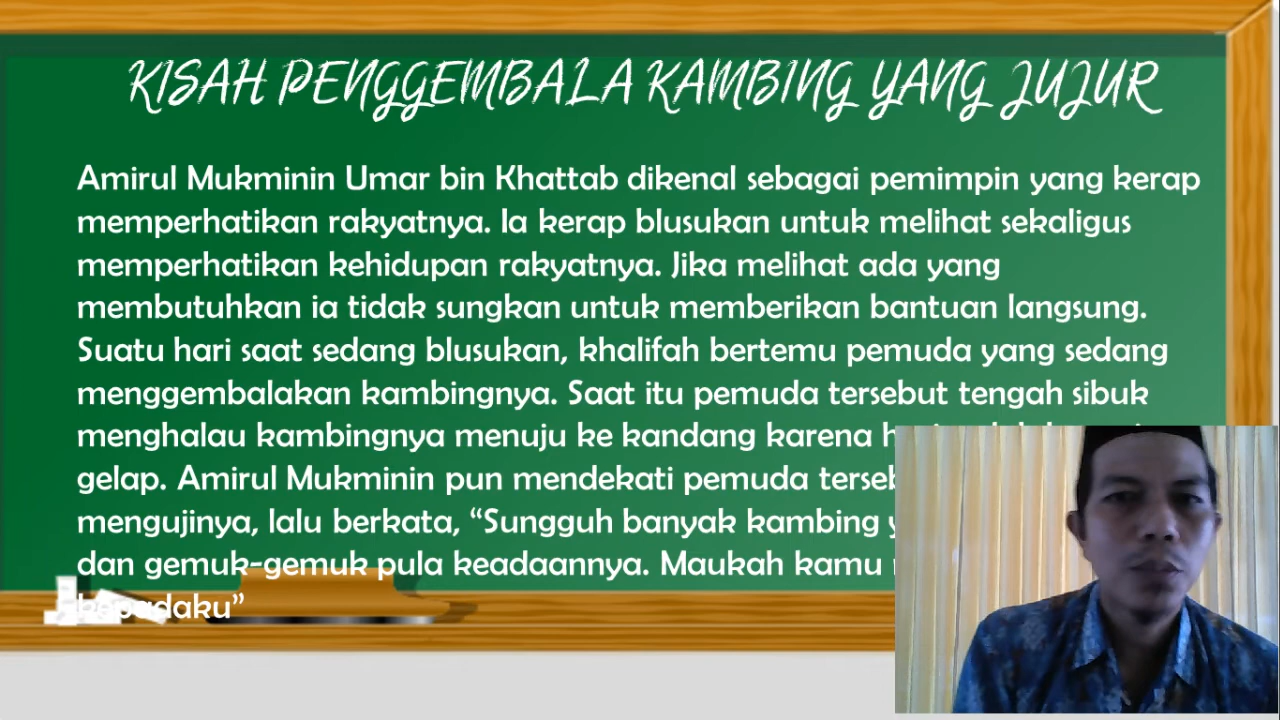 KISAH PENGGEMBALA KAMBING YANG JUJUR
Amirul Mukminin Umar bin Khattab dikenal sebagai pemimpin yang kerap
memperhatikan rakyatnya. Ia kerap blusukan untuk melihat sekaligus
memperhatikan kehidupan rakyatnya. Jika melihat ada yang
membutuhkan ia tidak sungkan untuk memberikan bantuan langsung.
Suatu hari saat sedang blusukan, khalifah bertemu pemuda yang sedang
menggembalakan kambingnya. Saat itu pemuda tersebut tengah sibuk
menghalau kambingnya menuju ke kandang karena
gelap. Amirul Mukminin pun mendekati pemuda
mengujinya, lalu berkata, “Sungguh banyak kambing
dan gemuk-gemuk pula keadaannya. Maukah kamu
kepadaku”